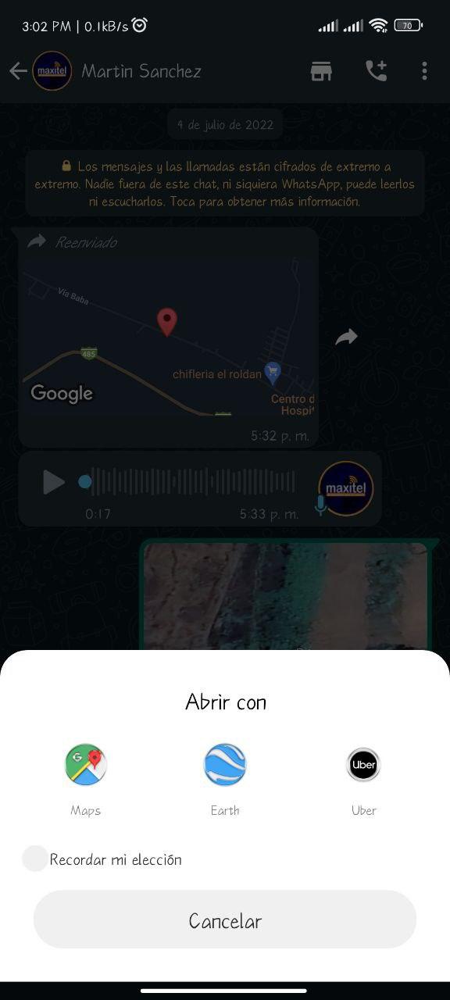 3:02 PM | 0.1kB/s
70
maxitel
Martin Sanchez
4 de julio de 2022
Los mensajes y las llamadas están cifrados de extremo a
extremo. Nadie fuera de este chat, ni siquiera WhatsApp, puede leerlos
ni escucharlos. Toca para obtener más información.
Reenviado
Vía Baba
485
chifleria el roldan
Google
Centro d
Hospit
5:32 p. m.
maxitel
0:17
5:33 p. m.
Abrir con
G
Uber
Maps
Earth
Uber
Recordar mi elección
Cancelar